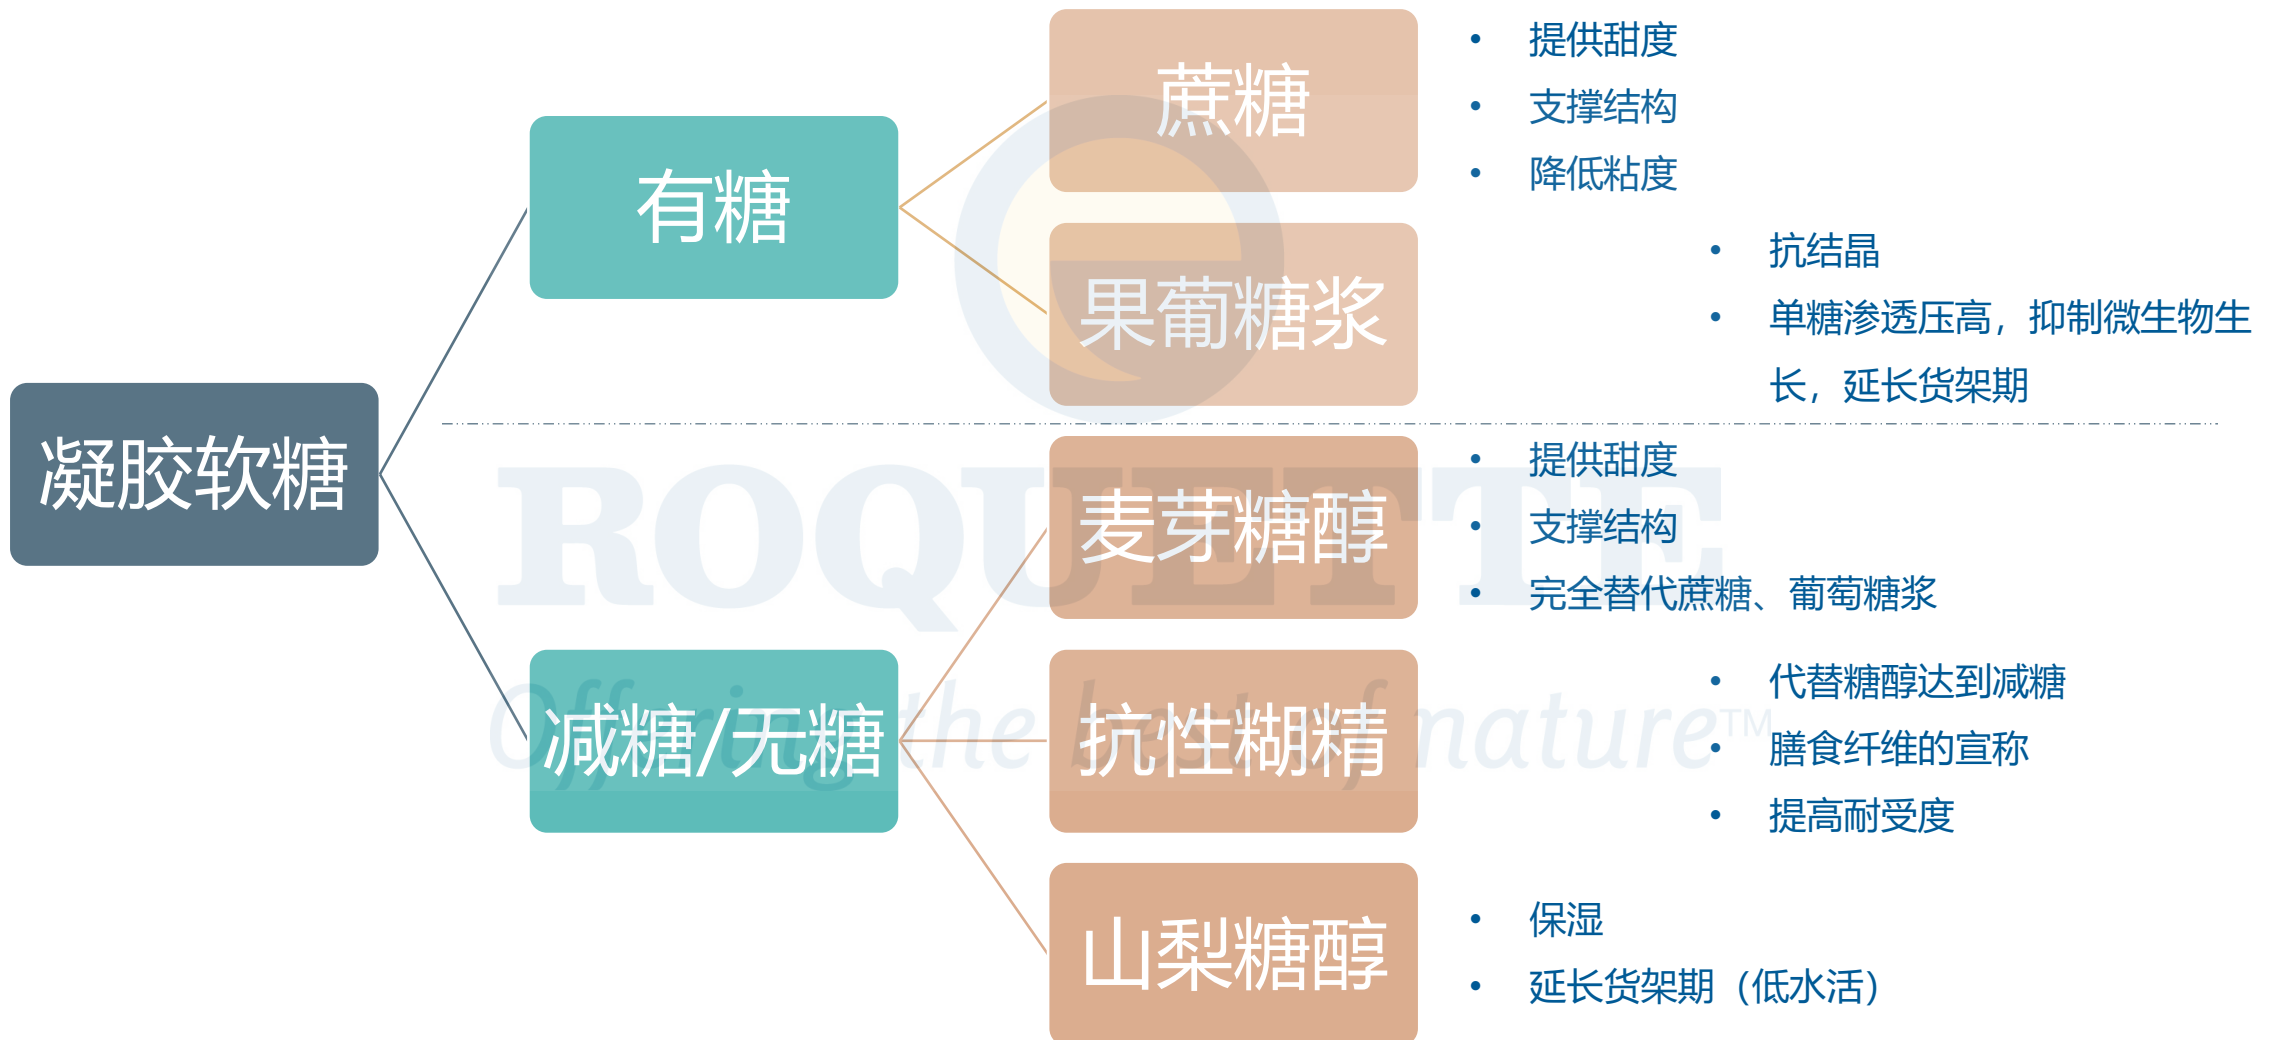 蔗糖
• 提供甜度
• 支撑结构
• 降低粘度
有糖
果葡糖浆
• 抗结晶
• 单糖渗透压高，抑制微生物生
长，延长货架期
凝胶软糖
麦芽糖醇
• 提供甜度
• 支撑结构
• 完全替代蔗糖、葡萄糖浆
ROQUETTE
减糖/无糖
抗性糊精
• 代替糖醇达到减糖
• 膳食纤维的宣称
• 提高耐受度
Offering the best of nature™
山梨糖醇
• 保湿
• 延长货架期（低水活）